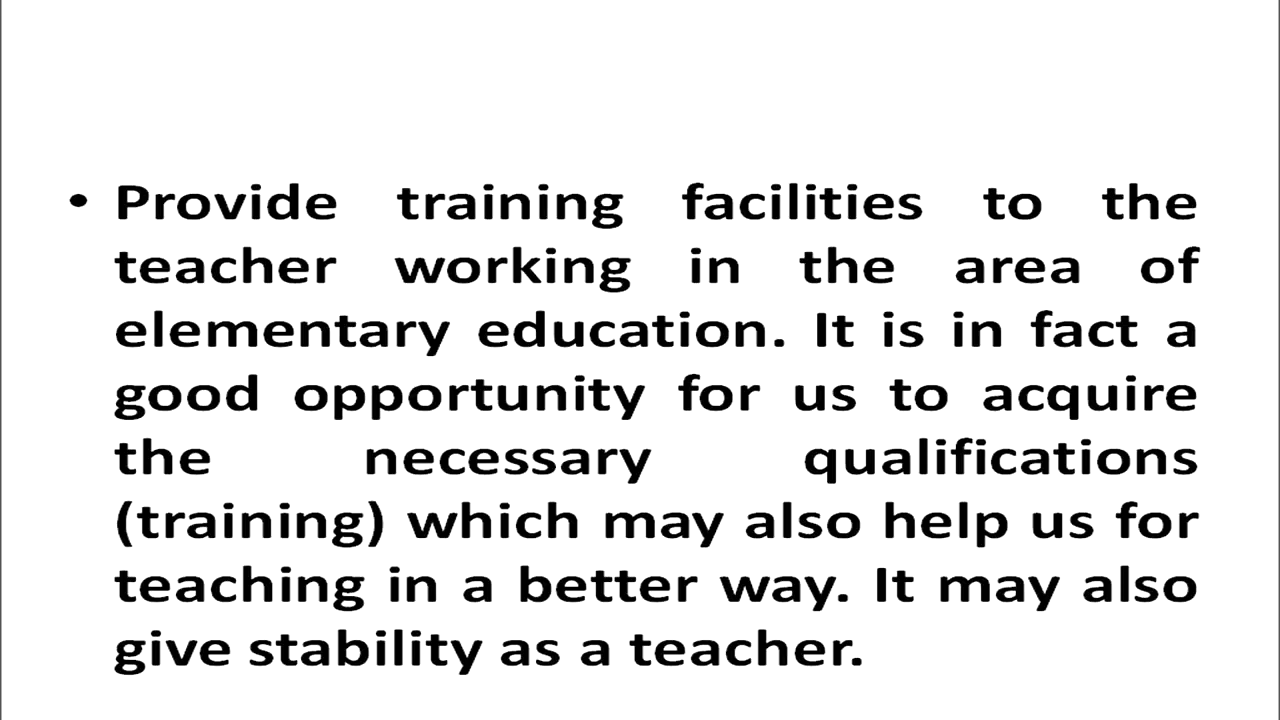 • Provide training facilities to the
teacher working in the area of
elementary education. It is in fact a
good opportunity for us to acquire
the necessary qualifications
(training) which may also help us for
teaching in a better way. It may also
give stability as a teacher.